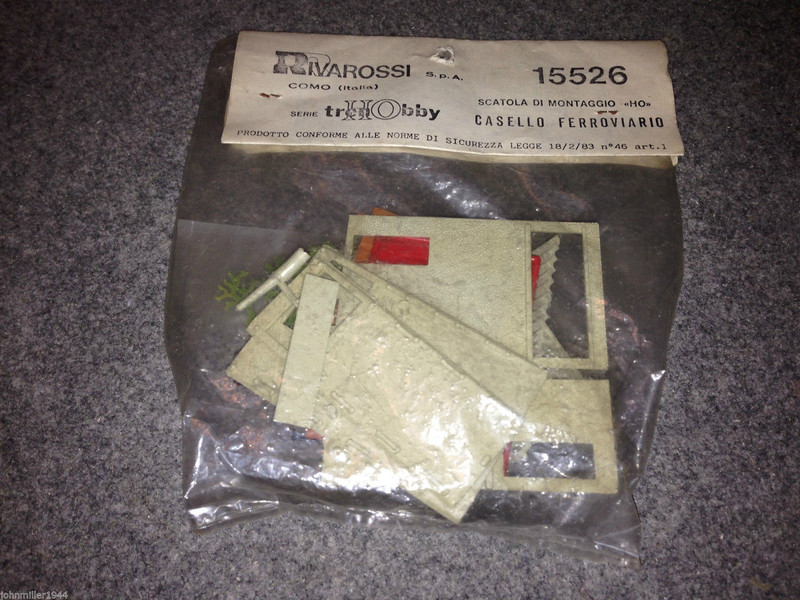 RIVAROSSI S.p.A. 15526
COMO (Italia)
SERIE trHObby SCATOLA DI MONTAGGIO «HO»
CASELLO FERROVIARIO
PRODOTTO CONFORME ALLE NORME DI SICUREZZA LEGGE 18/2/83 n°46 art.1
johnmiller1944